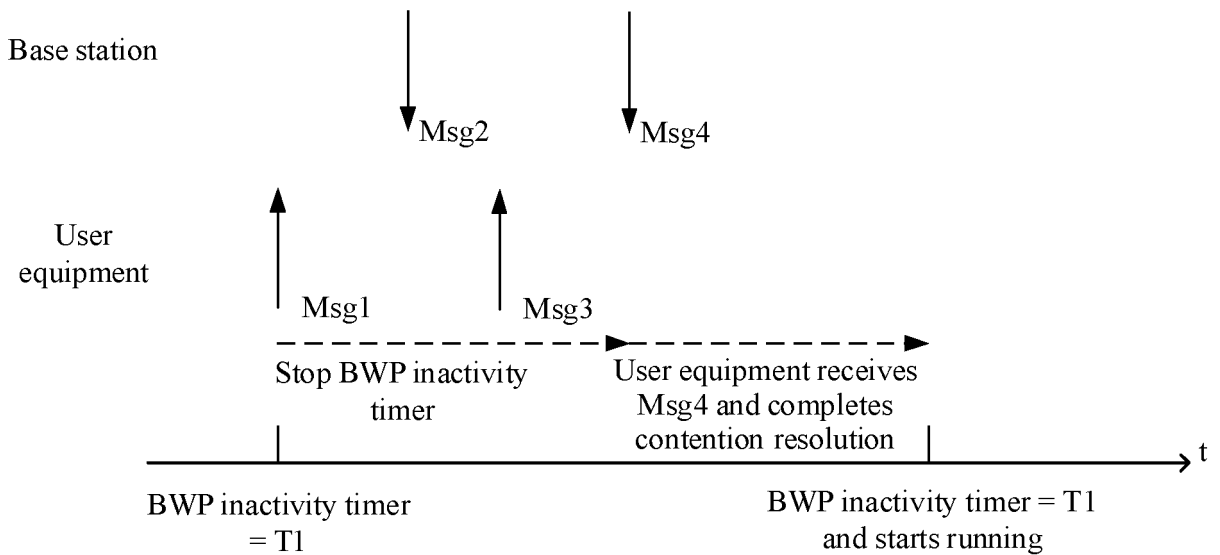 Base station
Msg2
Msg4
User
equipment
Msg1
Msg3
Stop BWP inactivity
timer
User equipment receives
Msg4 and completes
contention resolution
t
BWP inactivity timer
= T1
BWP inactivity timer = T1
and starts running